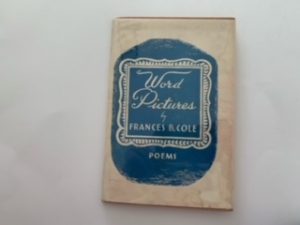 Word
Pictures
by
FRANCES B. COLE
POEMS